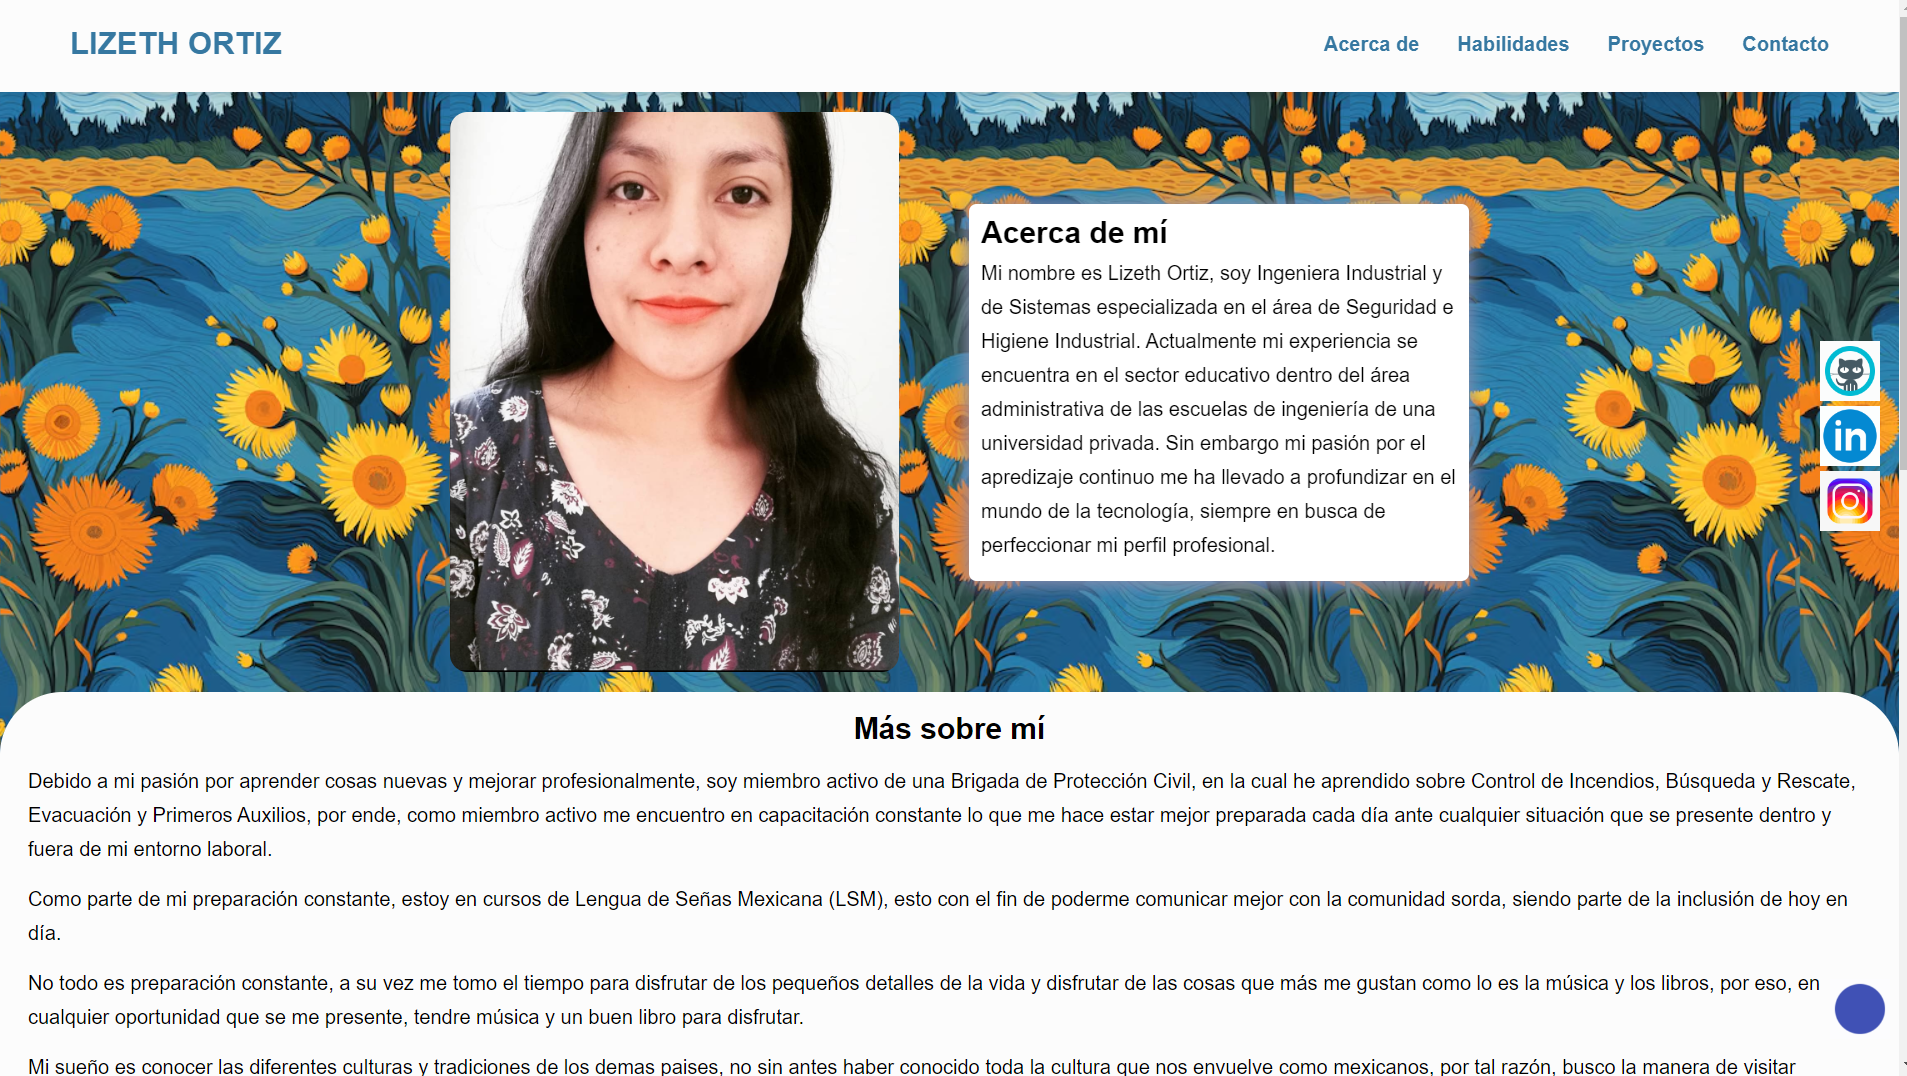 LIZETH ORTIZ
Acerca de
Habilidades
Proyectos
Contacto
Acerca de mí
Mi nombre es Lizeth Ortiz, soy Ingeniera Industrial y
de Sistemas especializada en el área de Seguridad e
Higiene Industrial. Actualmente mi experiencia se
encuentra en el sector educativo dentro del área
administrativa de las escuelas de ingeniería de una
universidad privada. Sin embargo mi pasión por el
apredizaje continuo me ha llevado a profundizar en el
mundo de la tecnología, siempre en busca de
perfeccionar mi perfil profesional.
in
Más sobre mí
Debido a mi pasión por aprender cosas nuevas y mejorar profesionalmente, soy miembro activo de una Brigada de Protección Civil, en la cual he aprendido sobre Control de Incendios, Búsqueda y Rescate,
Evacuación y Primeros Auxilios, por ende, como miembro activo me encuentro en capacitación constante lo que me hace estar mejor preparada cada día ante cualquier situación que se presente dentro y
fuera de mi entorno laboral.
Como parte de mi preparación constante, estoy en cursos de Lengua de Señas Mexicana (LSM), esto con el fin de poderme comunicar mejor con la comunidad sorda, siendo parte de la inclusión de hoy en
día.
No todo es preparación constante, a su vez me tomo el tiempo para disfrutar de los pequeños detalles de la vida y disfrutar de las cosas que más me gustan como lo es la música y los libros, por eso, en
cualquier oportunidad que se me presente, tendre música y un buen libro para disfrutar.
Mi sueño es conocer las diferentes culturas y tradiciones de los demas paises, no sin antes haber conocido toda la cultura que nos envuelve como mexicanos, por tal razón, busco la manera de visitar